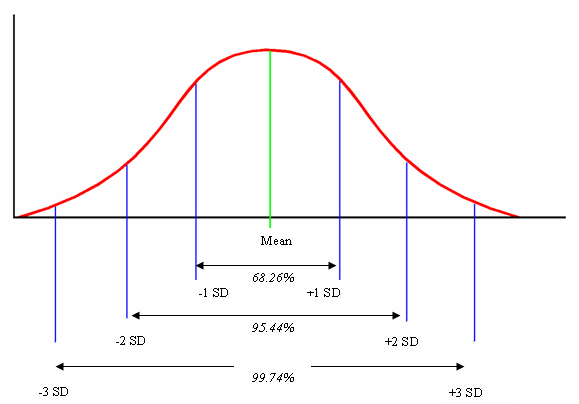 Mean
68.26%
-1 SD
+1 SD
95.44%
-2 SD
+2 SD
99.74%
-3 SD
+3 SD